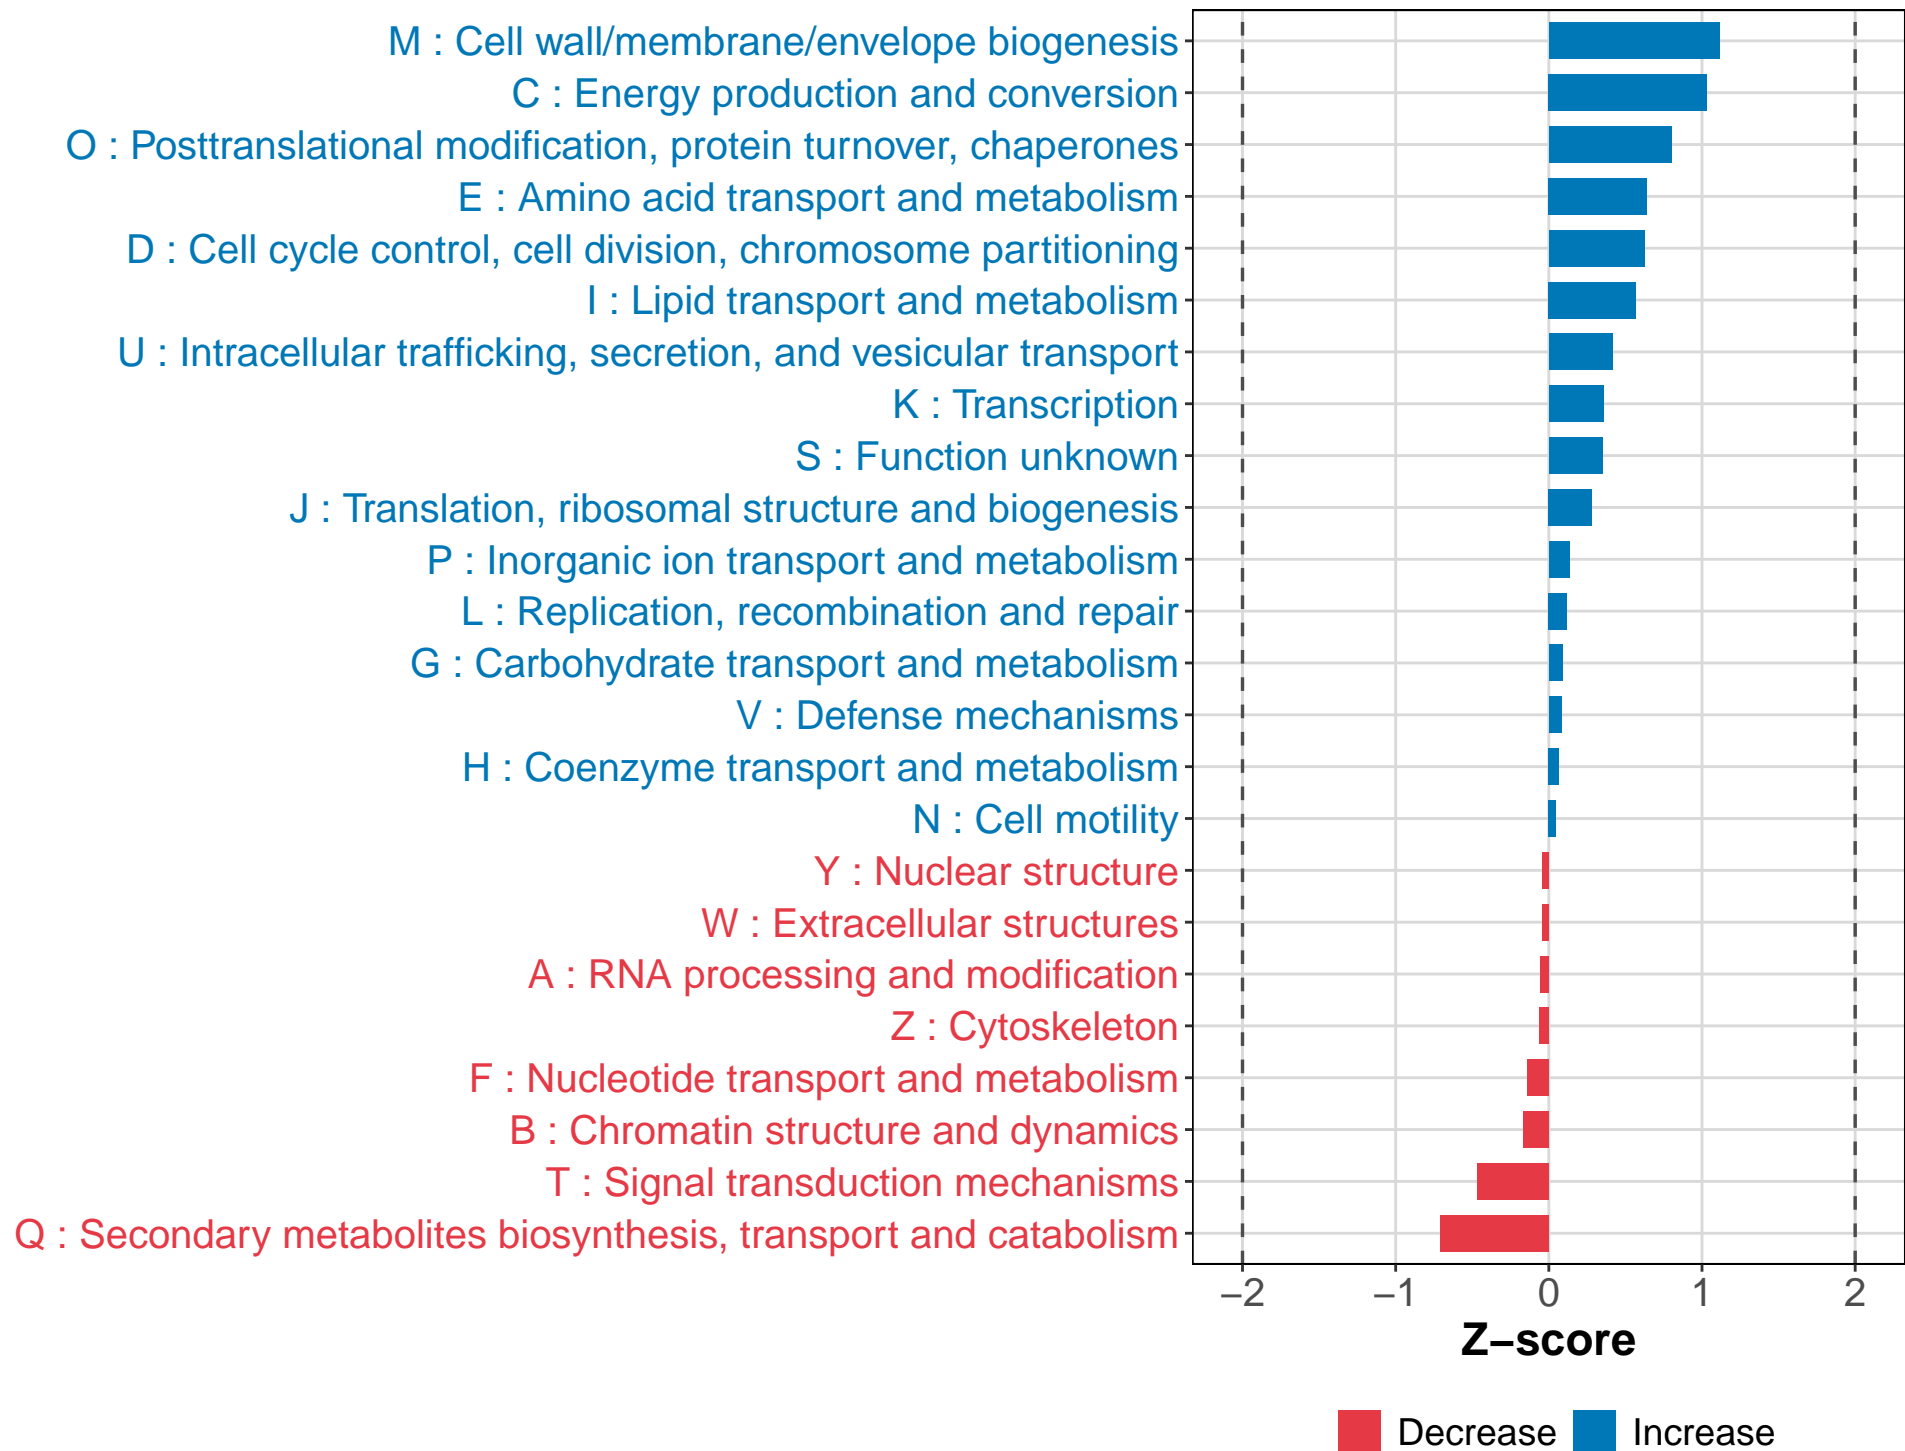 M : Cell wall/membrane/envelope biogenesis
C : Energy production and conversion
O : Posttranslational modification, protein turnover, chaperones
E : Amino acid transport and metabolism
D : Cell cycle control, cell division, chromosome partitioning
I : Lipid transport and metabolism
U : Intracellular trafficking, secretion, and vesicular transport
K : Transcription
S : Function unknown
J : Translation, ribosomal structure and biogenesis
P : Inorganic ion transport and metabolism
L : Replication, recombination and repair
G : Carbohydrate transport and metabolism
V : Defense mechanisms
H : Coenzyme transport and metabolism
N : Cell motility
Y : Nuclear structure
W : Extracellular structures
A : RNA processing and modification
Z : Cytoskeleton
F : Nucleotide transport and metabolism
B : Chromatin structure and dynamics
T : Signal transduction mechanisms
Q : Secondary metabolites biosynthesis, transport and catabolism
−2 −1 0 1 2
Z−score
Decrease Increase